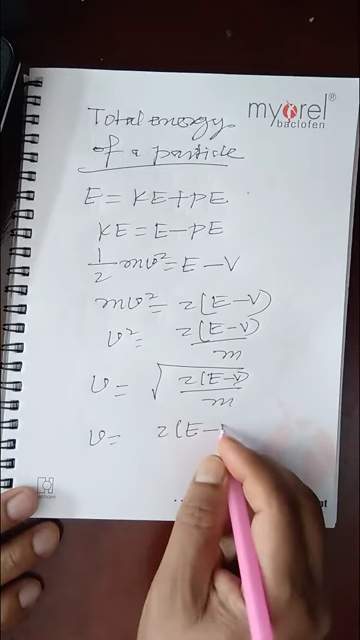 Total energy
of a particle
myorel®
baclofen
E = KE+PE
KE = E-PE
1/2 mv² = E-V
mv² = 2(E-V)
v² = 2(E-V)/m
v = √(2(E-V)/m)
v = 2(E-